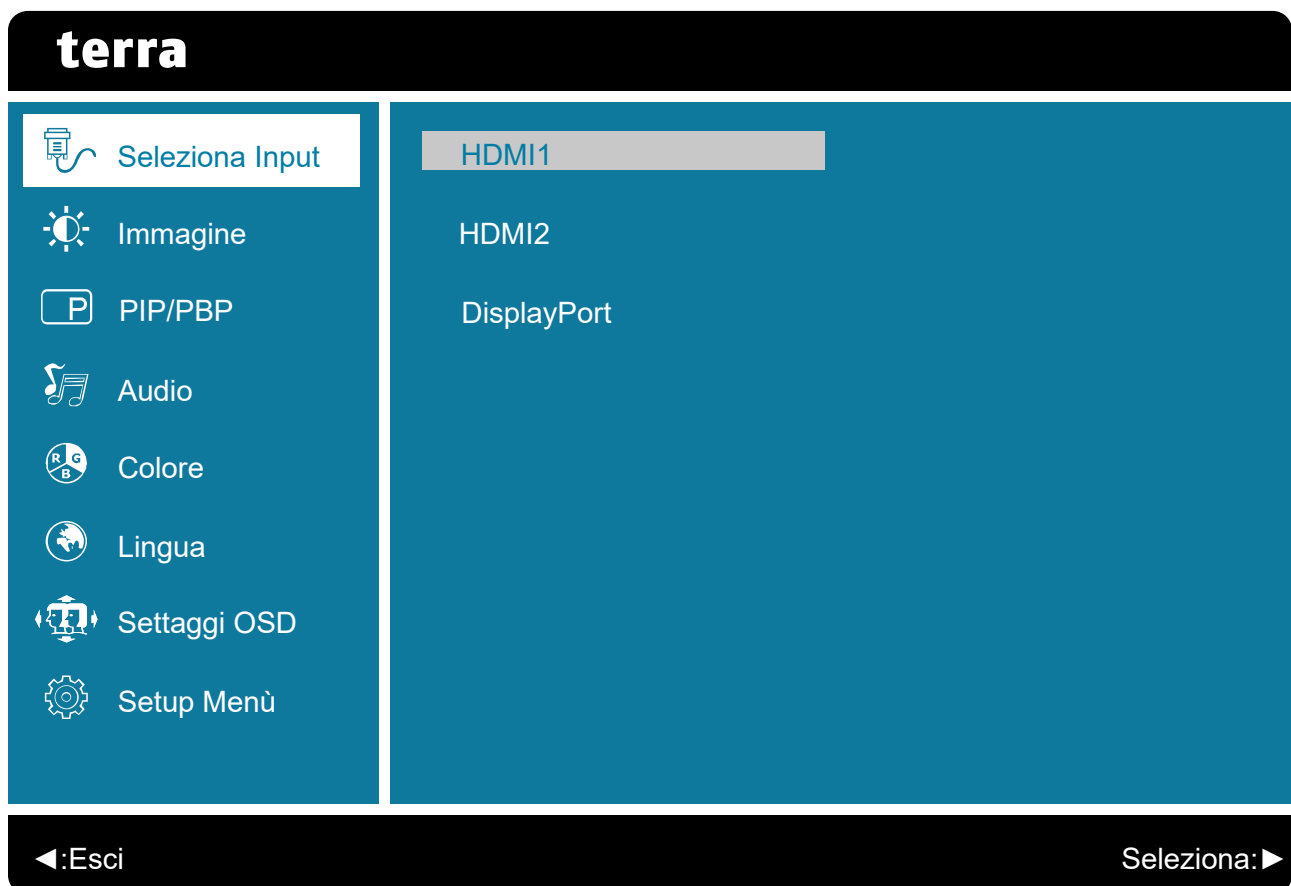 terra
Seleziona Input
Immagine
P
PIP/PBP
Audio
R G
B
Colore
Lingua
Settaggi OSD
Setup Menù
HDMI1
HDMI2
DisplayPort
◄:Esci
Seleziona:►